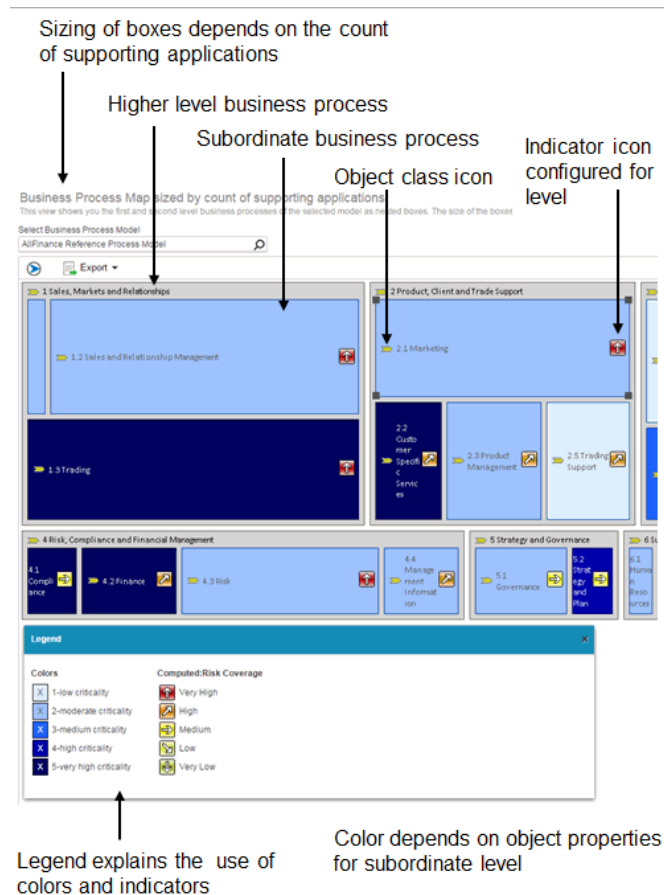 Sizing of boxes depends on the count
of supporting applications
Higher level business process
Subordinate business process
Object class icon
Indicator icon
configured for
level
Business Process Map sized by count of supporting applications
This view shows you the first and second level business processes of the selected model as nested boxes. The size of the boxes
Select Business Process Model
AllFinance Reference Process Model
Export
1 Sales, Markets and Relationships
2 Product, Client and Trade Support
1.2 Sales and Relationship Management
2.1 Marketing
1.3 Trading
2.2
Custo
mer
Specifi
c
Servic
es
2.3 Product
Management
2.5 Trading
Support
4 Risk, Compliance and Financial Management
5 Strategy and Governance
6 Su
4.1
Compli
ance
4.2 Finance
4.3 Risk
4.4
Manage
ment
Informat
ion
5.1
Governance
5.2
Strat
egy
and
Plan
6.1
Huma
n
Reso
urces
Legend
×
Colors
Computed:Risk Coverage
X 1-low criticality
Very High
X 2-moderate criticality
High
X 3-medium criticality
Medium
X 4-high criticality
Low
X 5-very high criticality
Very Low
Legend explains the use of
colors and indicators
Color depends on object properties
for subordinate level